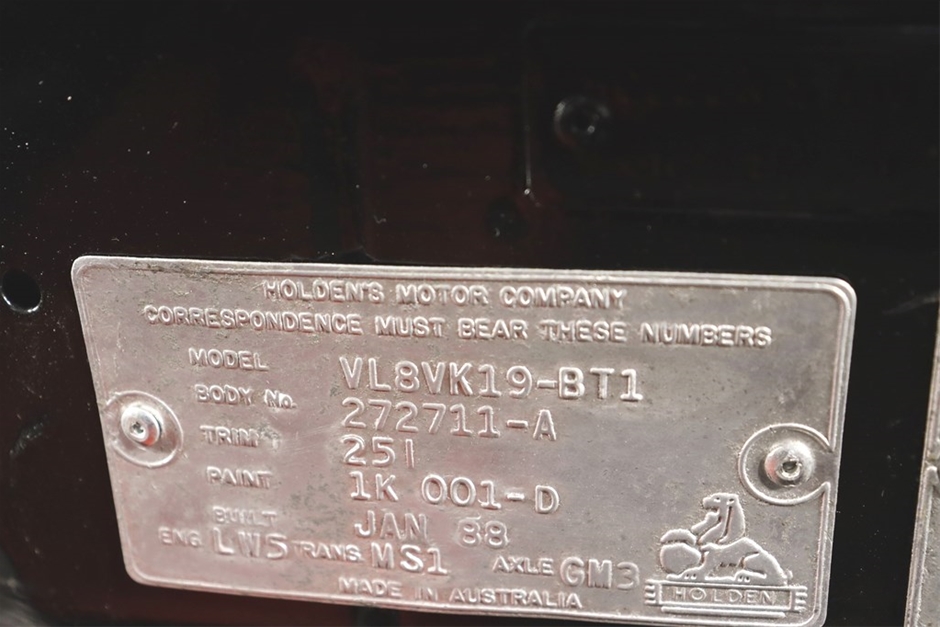 HOLDEN'S MOTOR COMPANY
CORRESPONDENCE MUST BEAR THESE NUMBERS
MODEL VL8VK19-BT1
BODY No. 272711-A
TRIM 251
PAINT 1K 001-D
BUILT JAN 88
ENG LW5 TRANS MS1 AXLE GM3
MADE IN AUSTRALIA
HOLDEN